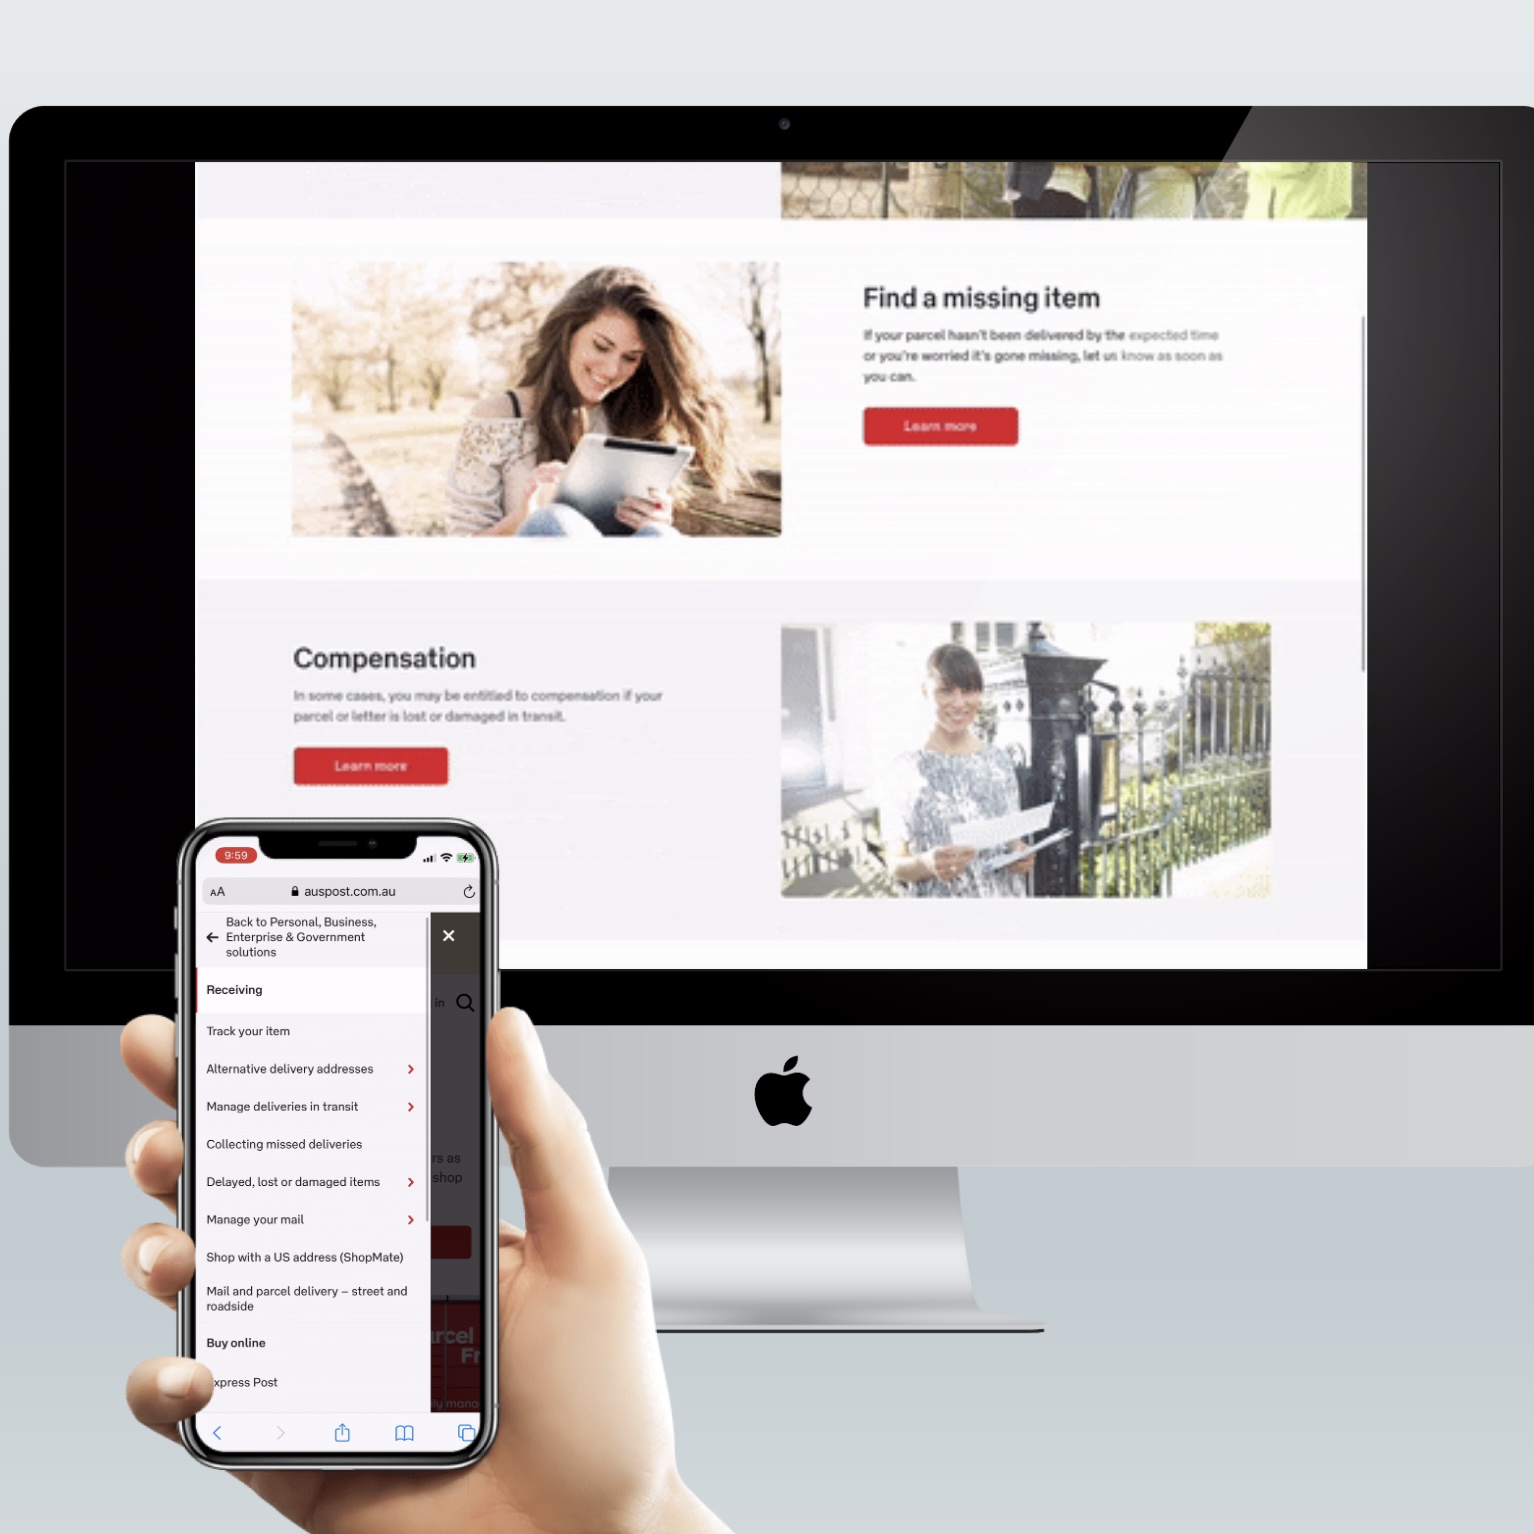 Find a missing item
If your parcel hasn't been delivered by the expected time
or you're worried it's gone missing, let us know as soon as
you can.
Learn more
Compensation
In some cases, you may be entitled to compensation if your
parcel or letter is lost or damaged in transit.
Learn more
9:59
AA auspost.com.au
Back to Personal, Business,
Enterprise & Government
solutions
Receiving
in
Track your item
Alternative delivery addresses
Manage deliveries in transit
Collecting missed deliveries
rs as
shop
Delayed, lost or damaged items
Manage your mail
Shop with a US address (ShopMate)
Mail and parcel delivery – street and
roadside
Buy online
rcel
Fr
xpress Post
ly mana